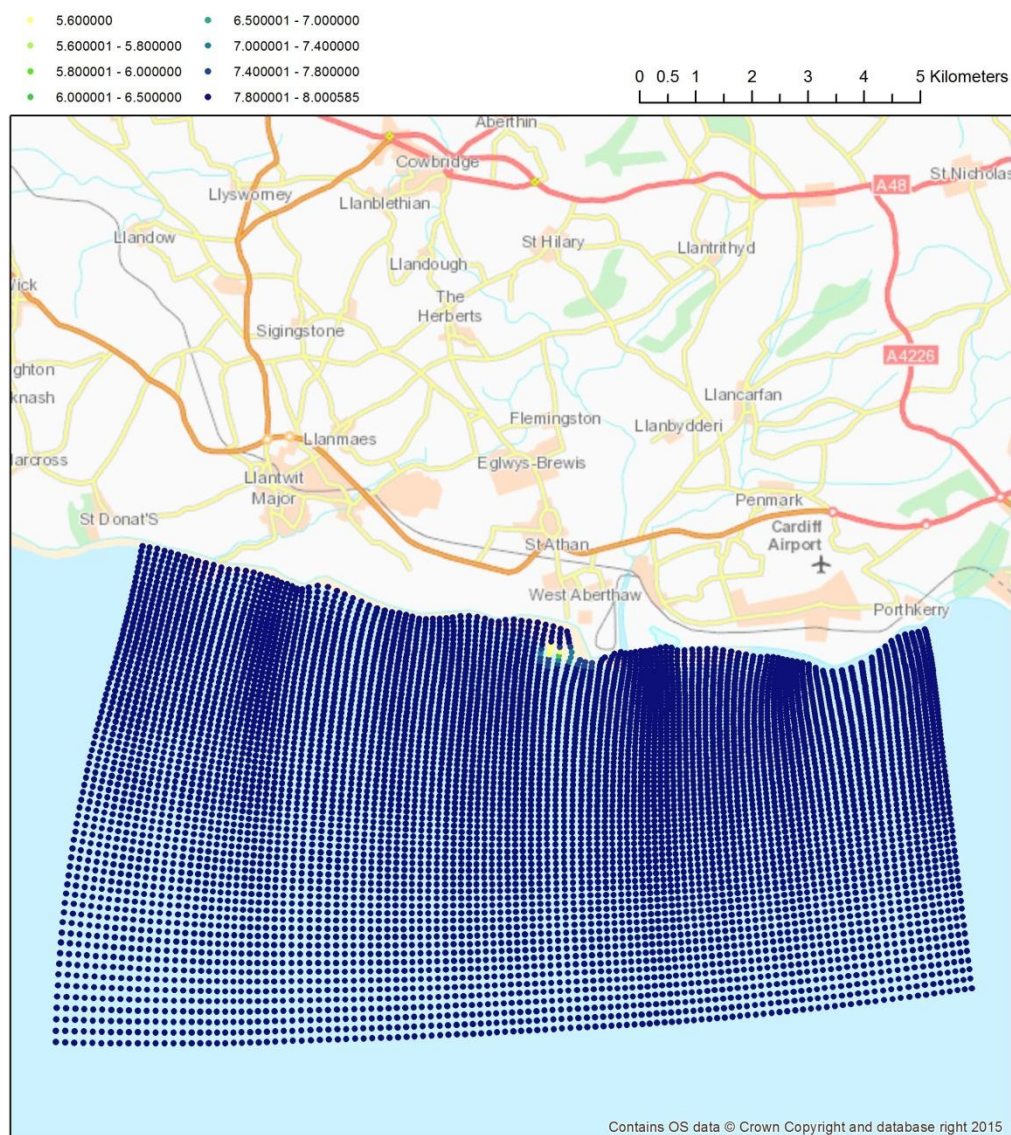 5.600000
5.600001 - 5.800000
5.800001 - 6.000000
6.000001 - 6.500000
6.500001 - 7.000000
7.000001 - 7.400000
7.400001 - 7.800000
7.800001 - 8.000585
0 0.5 1 2 3 4 5 Kilometers
Aberthin
Cowbridge
St Nicholas
A48
Llysworney
Llanblethian
Llandow
St Hilary
Llantrithyd
Llandough
The
Herberts
Sigingstone
A4226
ghton
knash
Llancarfan
Flemingston
Llanbydderi
Llanmaes
larcross
Eglwys-Brewis
Llantwit
Major
Penmark
St Donat'S
Cardiff
Airport
St Athan
West Aberthaw
Porthkerry
Contains OS data © Crown Copyright and database right 2015